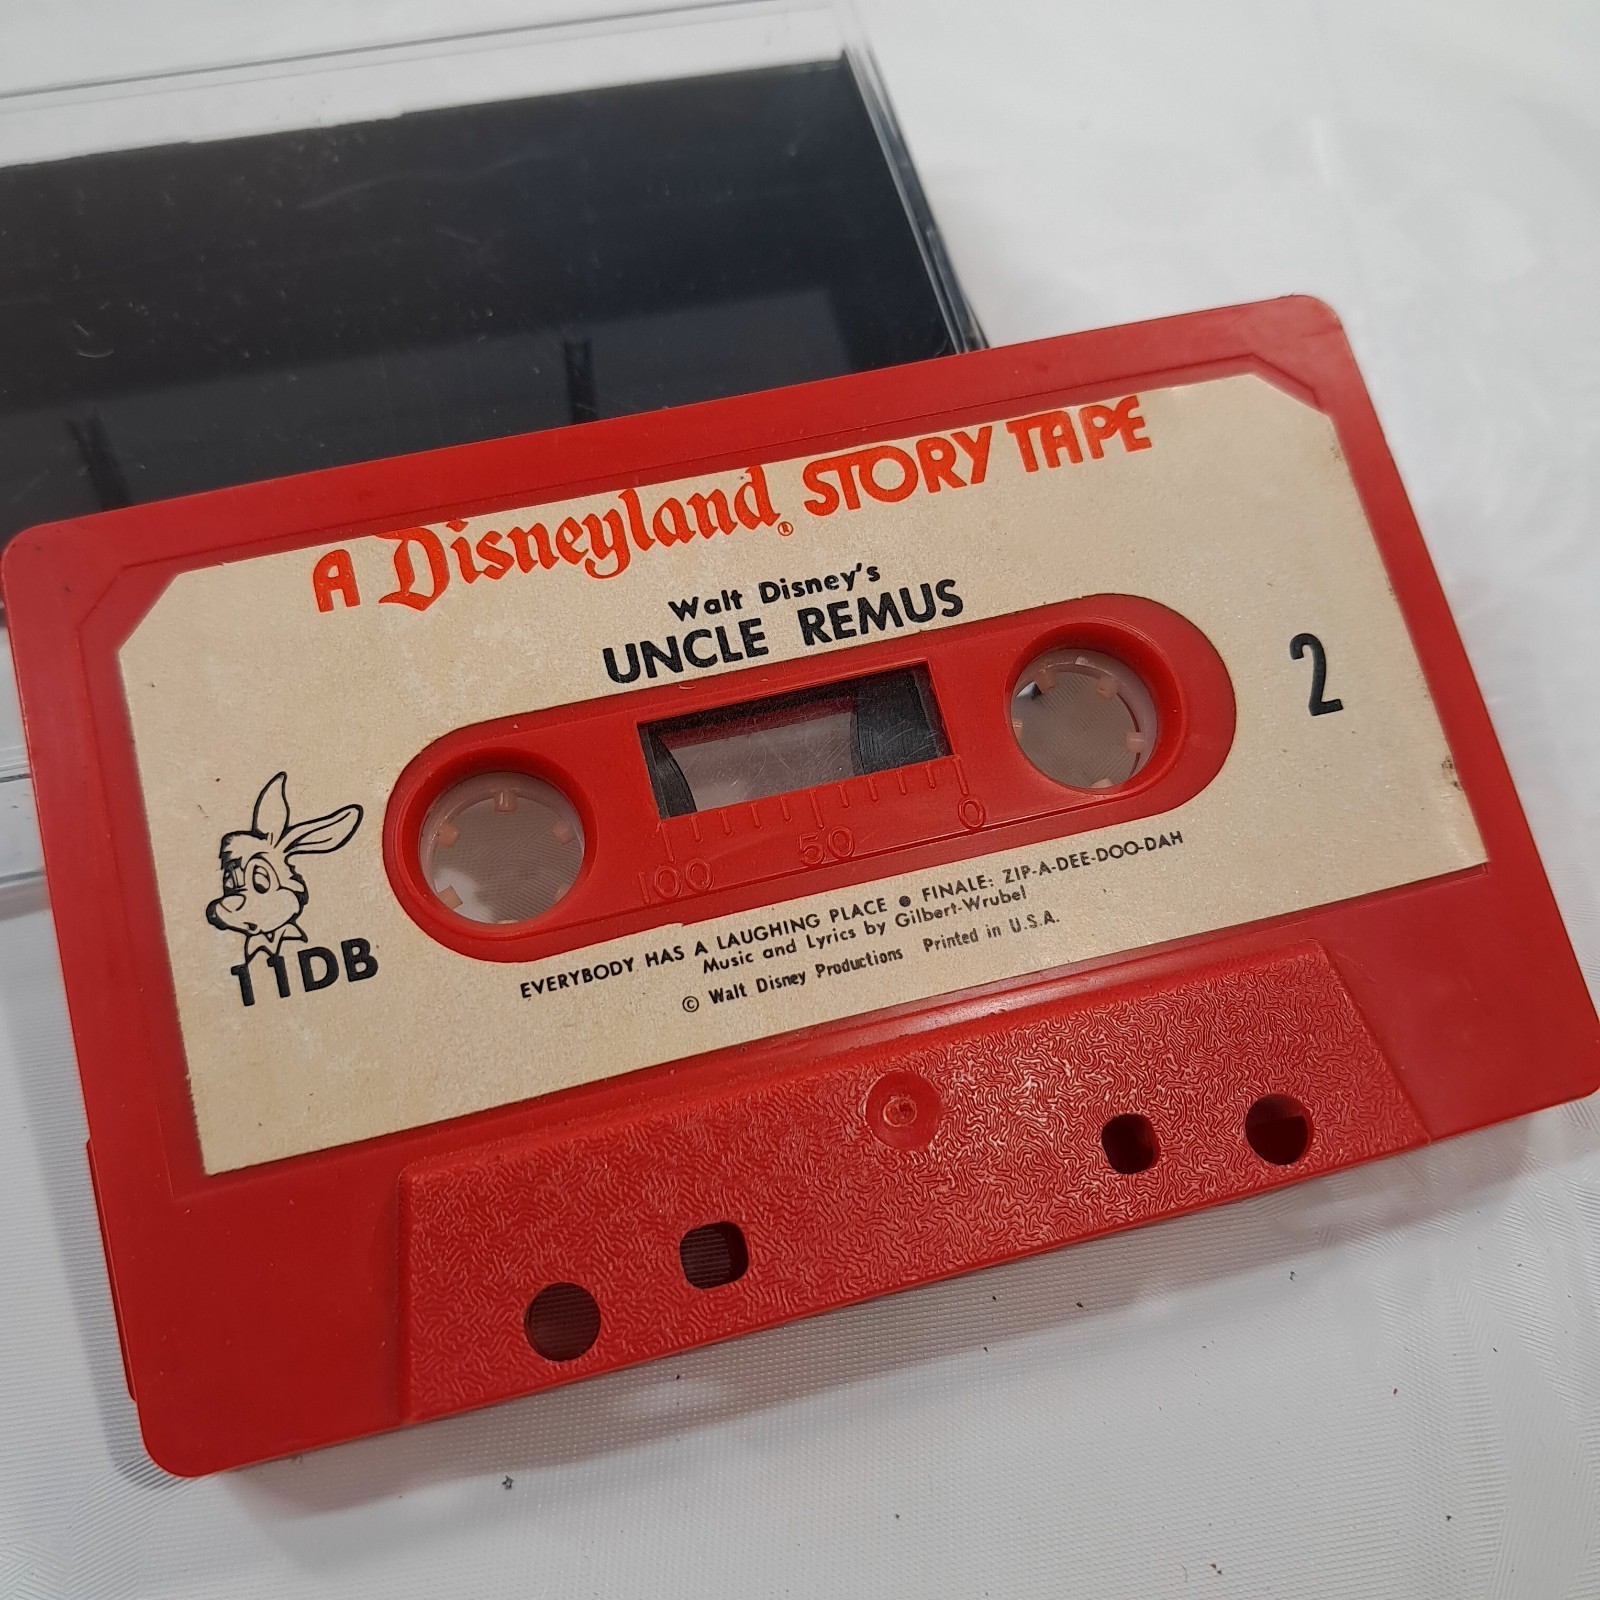 A Disneyland® STORY TAPE
Walt Disney's
UNCLE REMUS
2
100 50 0
11DB
EVERYBODY HAS A LAUGHING PLACE ● FINALE: ZIP-A-DEE-DOO-DAH
Music and Lyrics by Gilbert-Wrubel
© Walt Disney Productions Printed in U.S.A.